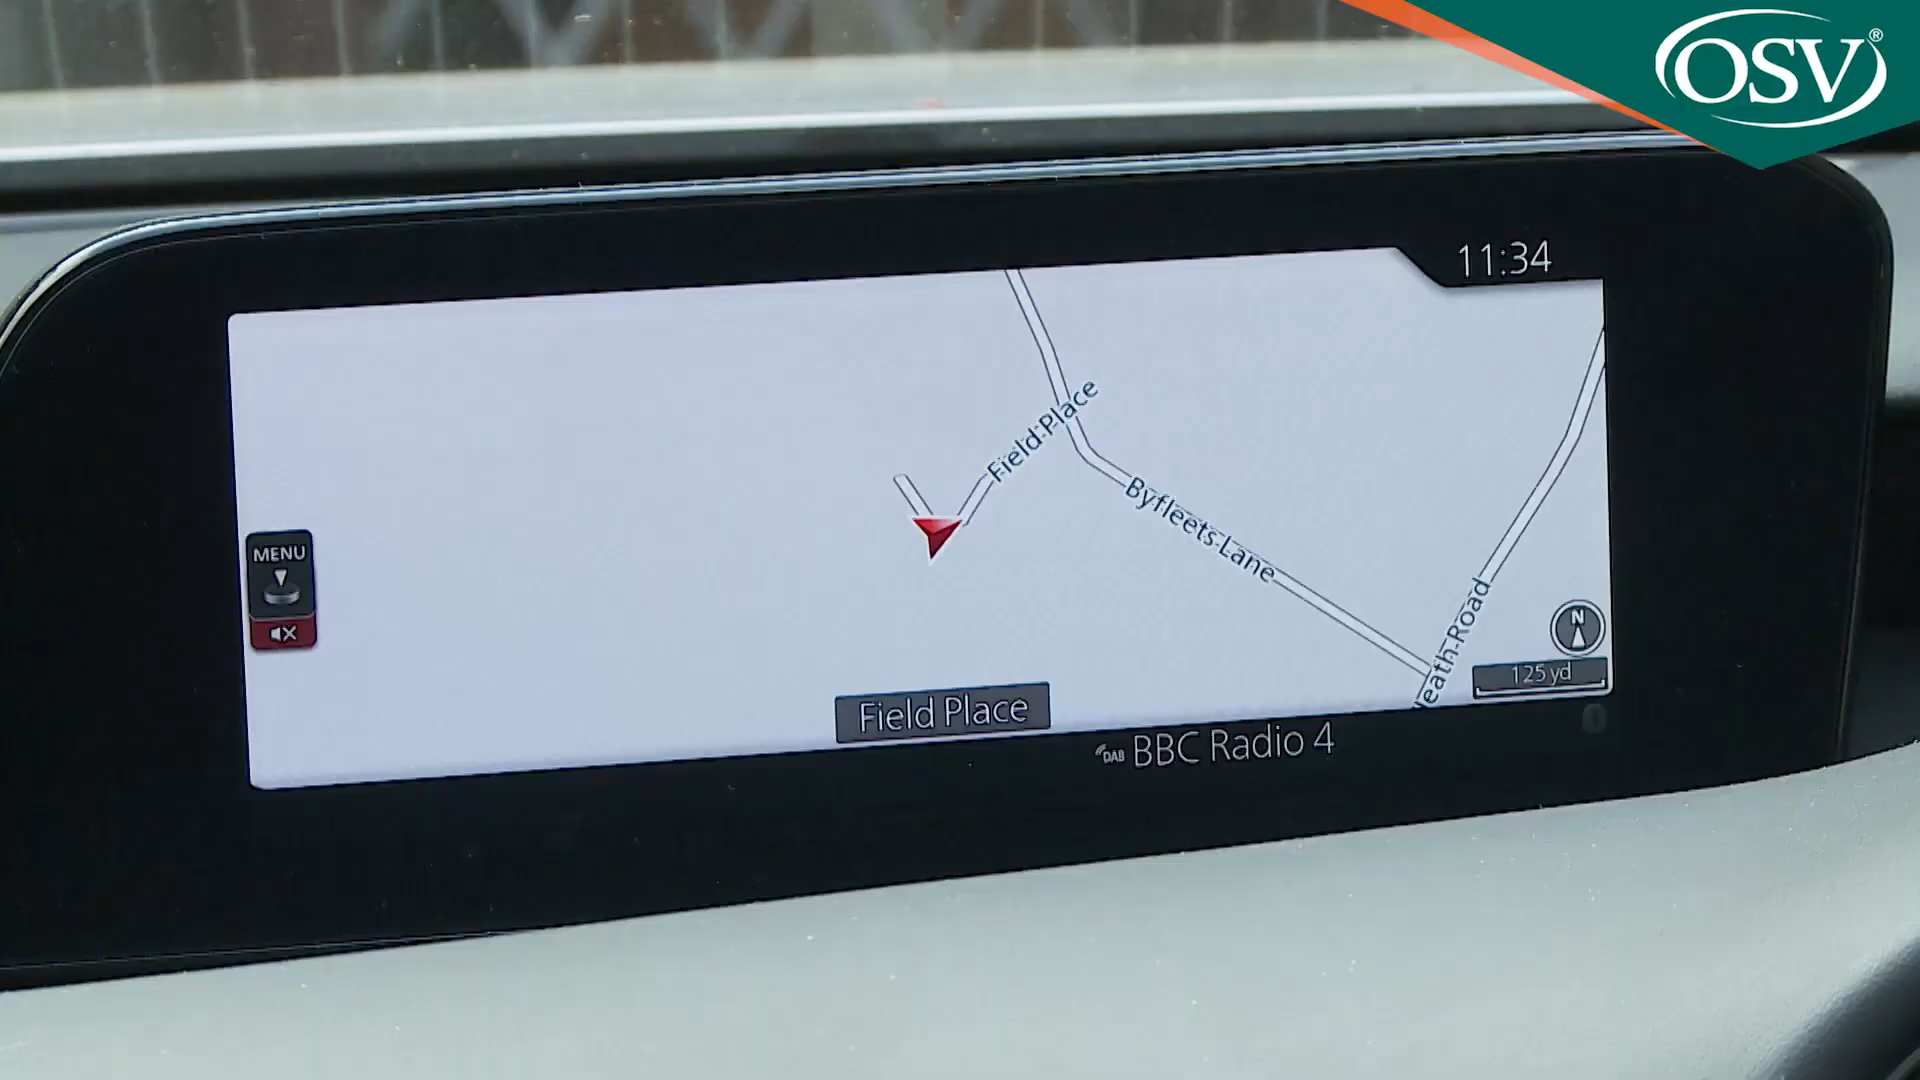 OSV®
11:34
Field Place
Byfleets Lane
eath Road
MENU
N
125 yd
Field Place
DAB BBC Radio 4